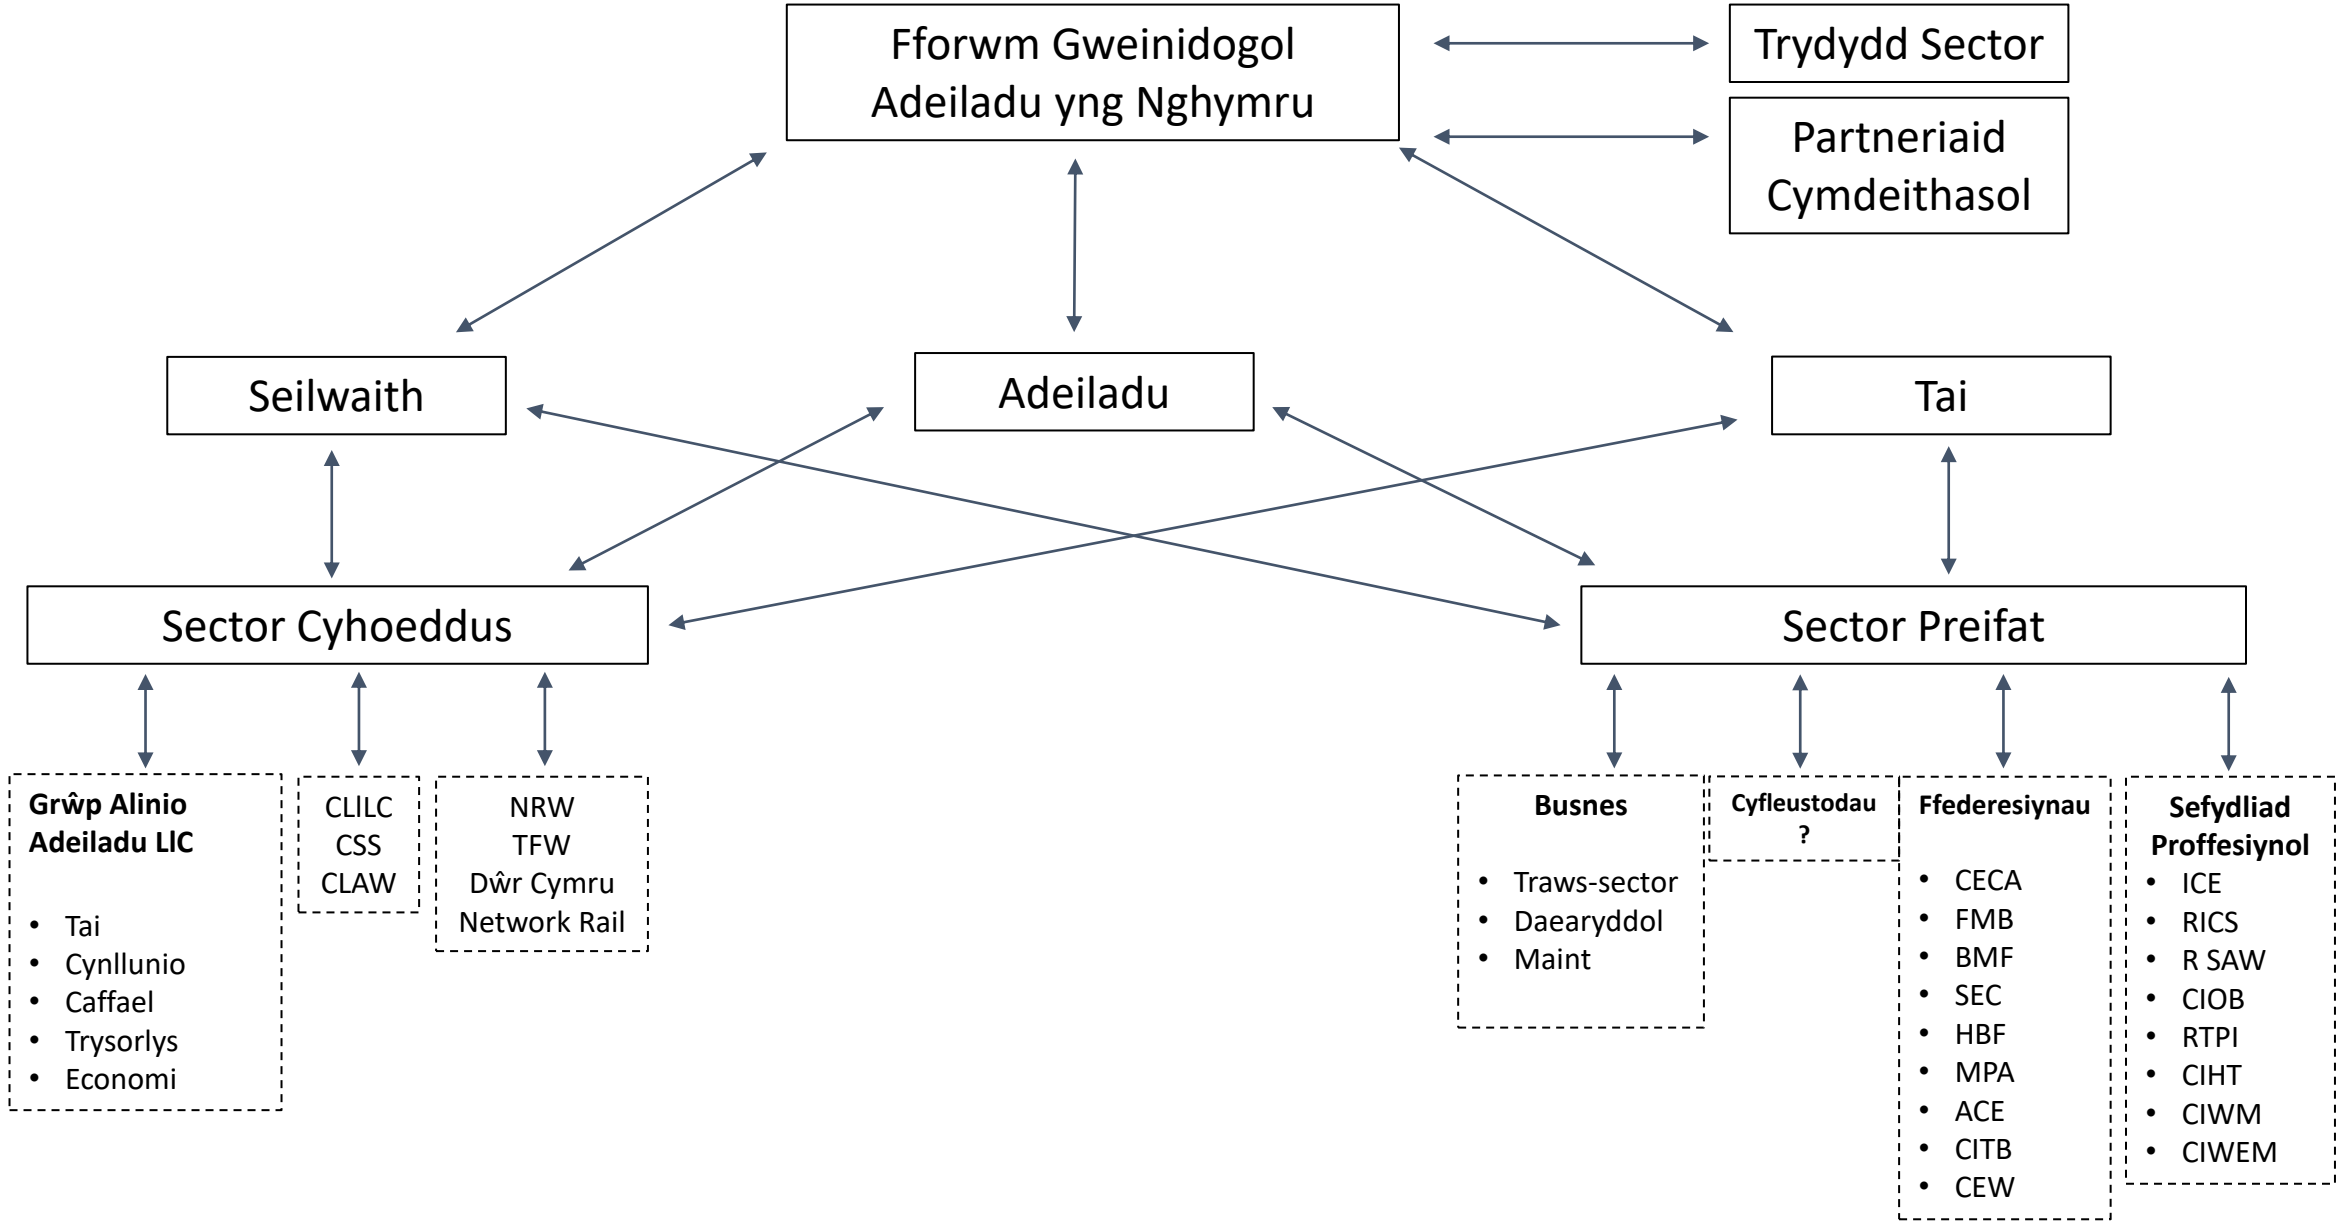 Fforwm Gweinidogol
Adeiladu yng Nghymru
Trydydd Sector
Partneriaid
Cymdeithasol
Seilwaith
Adeiladu
Tai
Sector Cyhoeddus
Sector Preifat
Grŵp Alinio
Adeiladu LlC
• Tai
• Cynllunio
• Caffael
• Trysorlys
• Economi
CLlLC
CSS
CLAW
NRW
TFW
Dŵr Cymru
Network Rail
Busnes
• Traws-sector
• Daearyddol
• Maint
Cyfleustodau
?
Ffederesiynau
• CECA
• FMB
• BMF
• SEC
• HBF
• MPA
• ACE
• CITB
• CEW
Sefydliad
Proffesiynol
• ICE
• RICS
• R SAW
• CIOB
• RTPI
• CIHT
• CIWM
• CIWEM